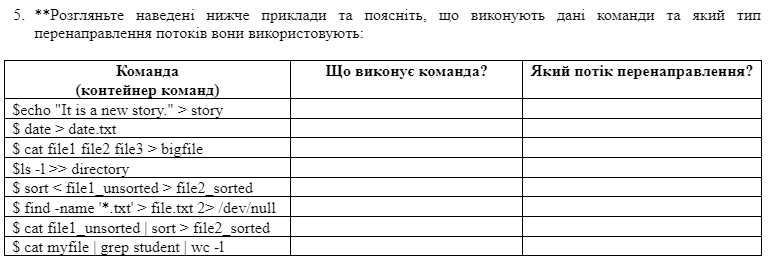 5. **Розгляньте наведені нижче приклади та поясніть, що виконують дані команди та який тип
перенаправлення потоків вони використовують:
Команда
(контейнер команд)
Що виконує команда?
Який потік перенаправлення?
$echo "It is a new story." > story
$ date > date.txt
$ cat file1 file2 file3 > bigfile
$ls -l >> directory
$ sort < file1_unsorted > file2_sorted
$ find -name '*.txt' > file.txt 2> /dev/null
$ cat file1_unsorted | sort > file2_sorted
$ cat myfile | grep student | wc -l